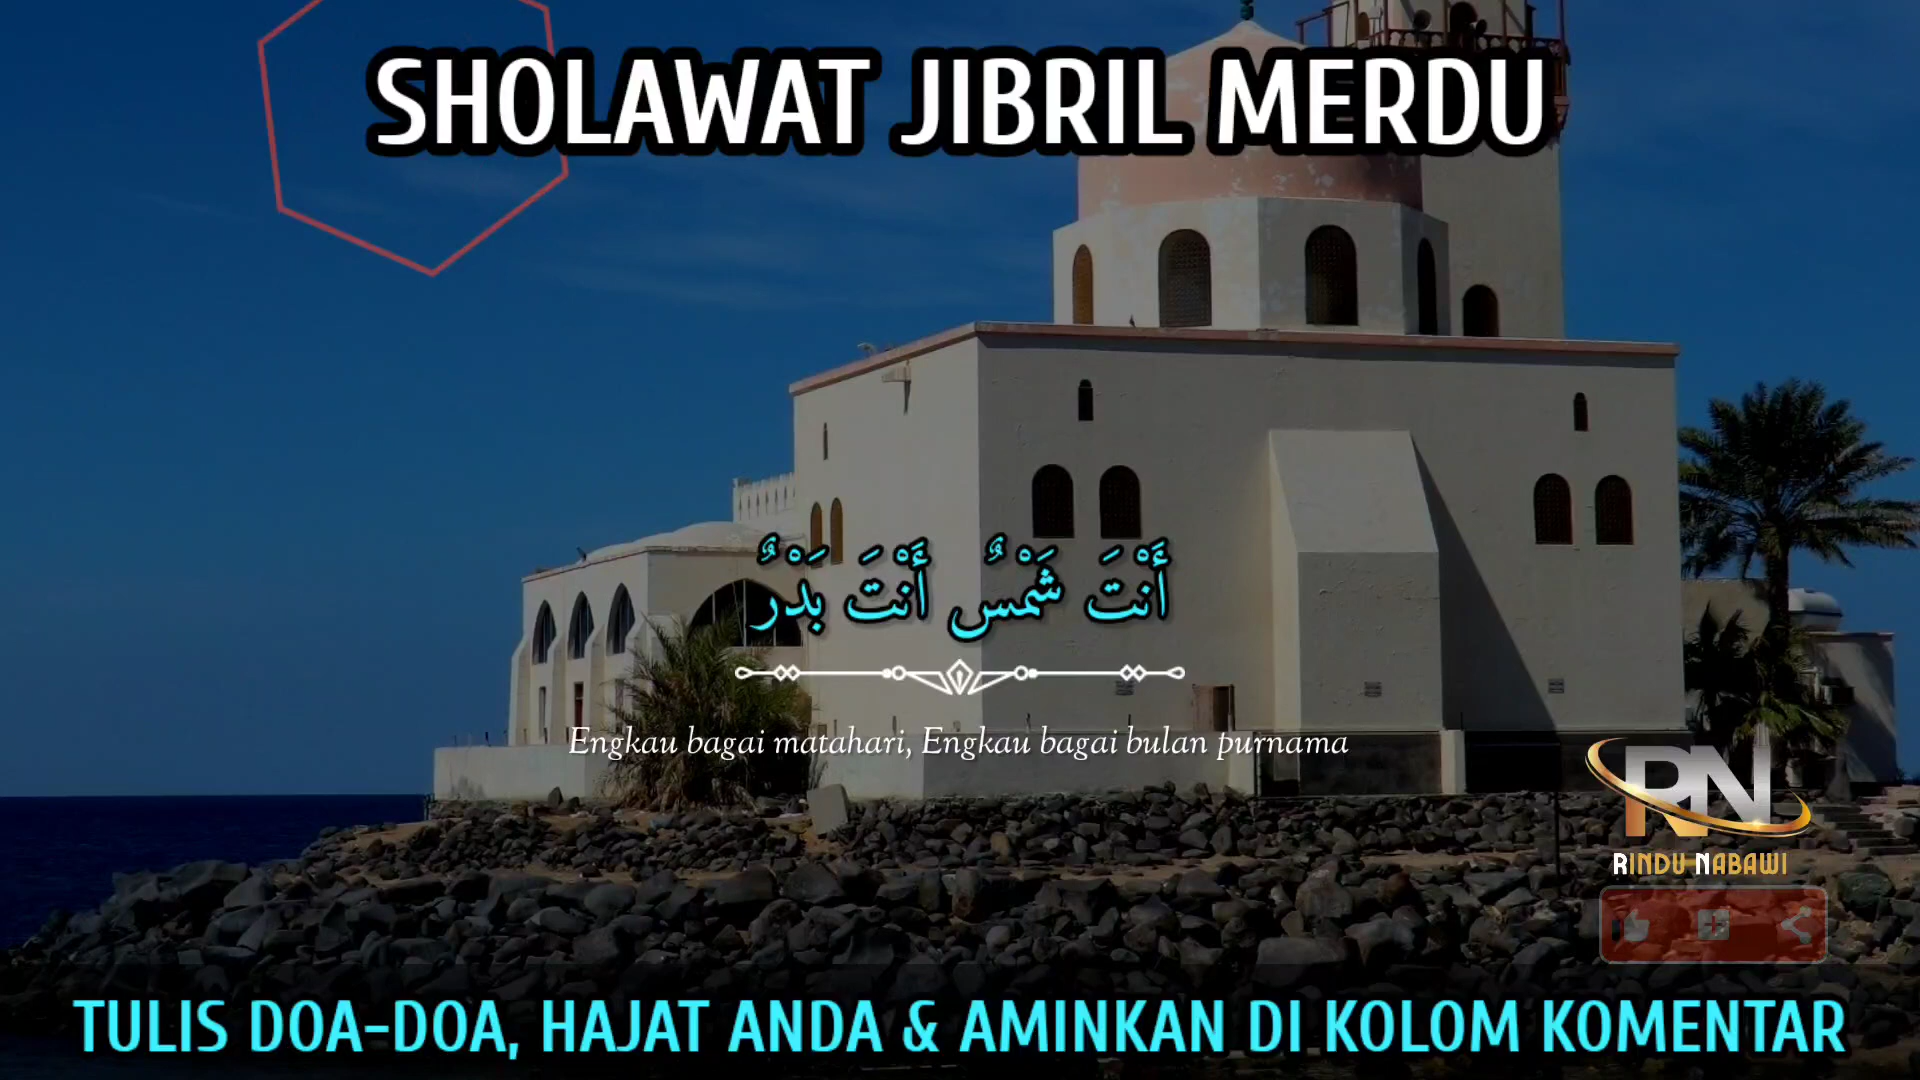 SHOLAWAT JIBRIL MERDU
أَنْتَ شَمْسٌ أَنْتَ بَدْرٌ
Engkau bagai matahari, Engkau bagai bulan purnama
RN
RINDU NABAWI
TULIS DOA-DOA, HAJAT ANDA & AMINKAN DI KOLOM KOMENTAR